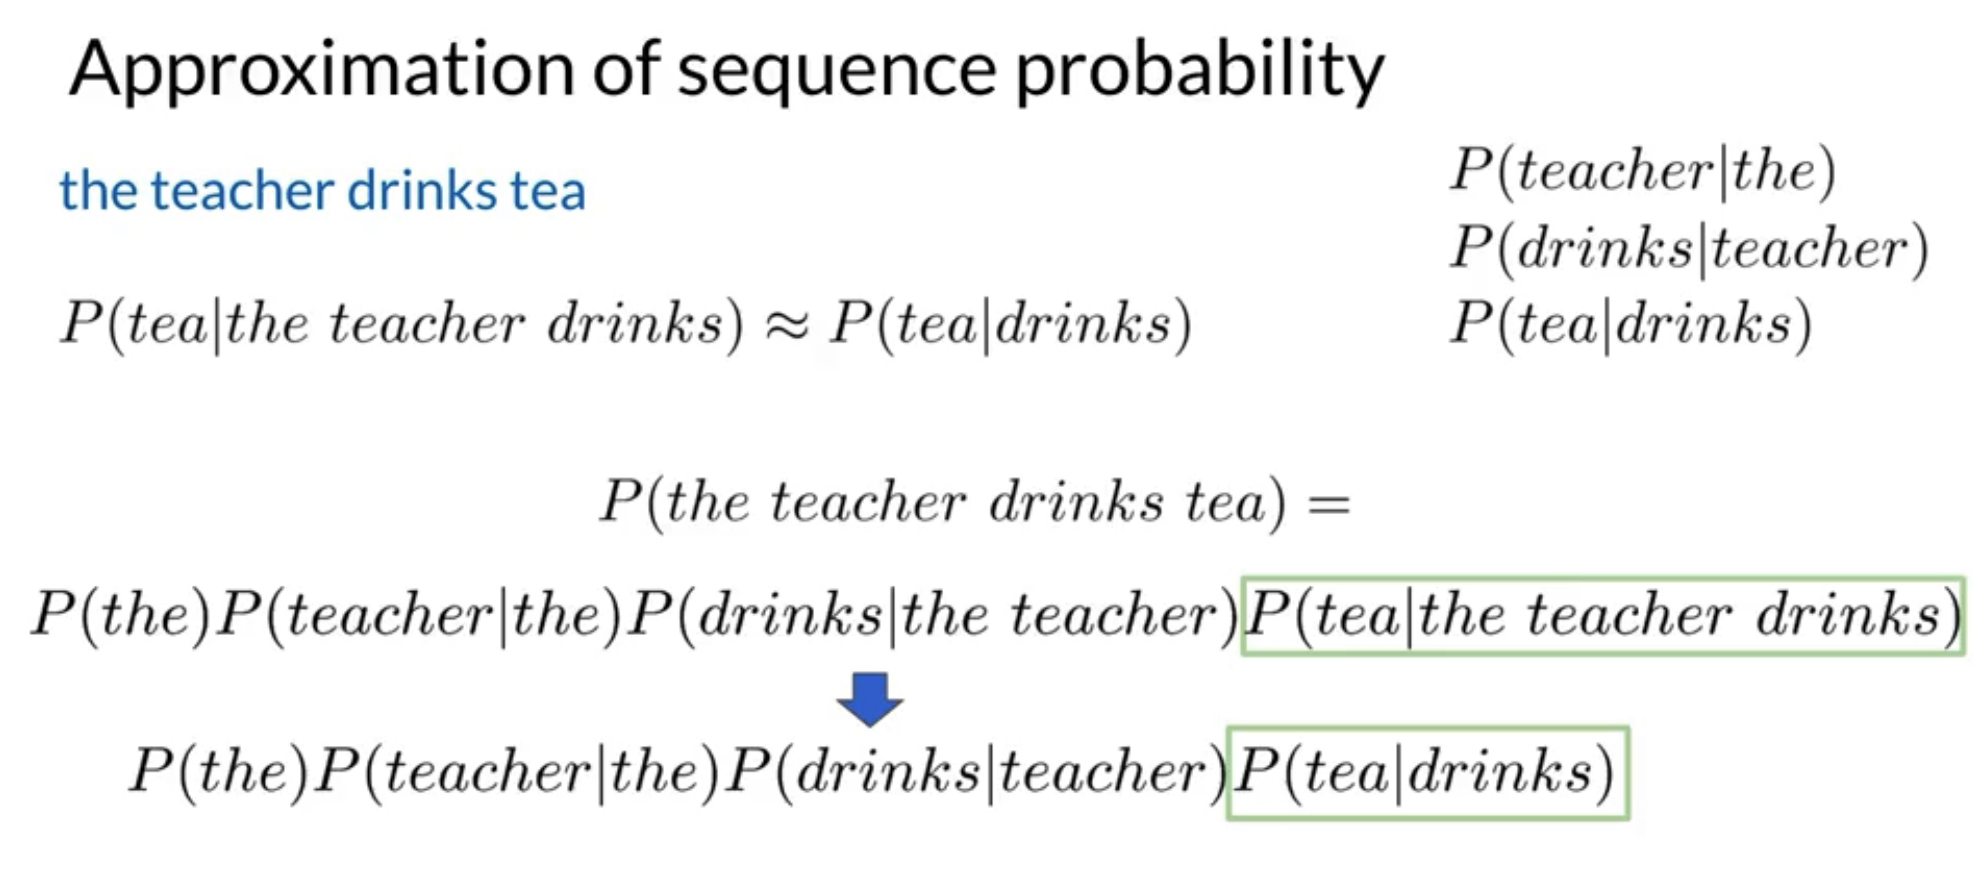 Approximation of sequence probability
the teacher drinks tea
P(tea|the teacher drinks) ≈ P(tea|drinks)
P(teacher|the)
P(drinks|teacher)
P(tea|drinks)
P(the teacher drinks tea) =
P(the)P(teacher|the)P(drinks|the teacher)P(tea|the teacher drinks)
P(the)P(teacher|the)P(drinks|teacher)P(tea|drinks)